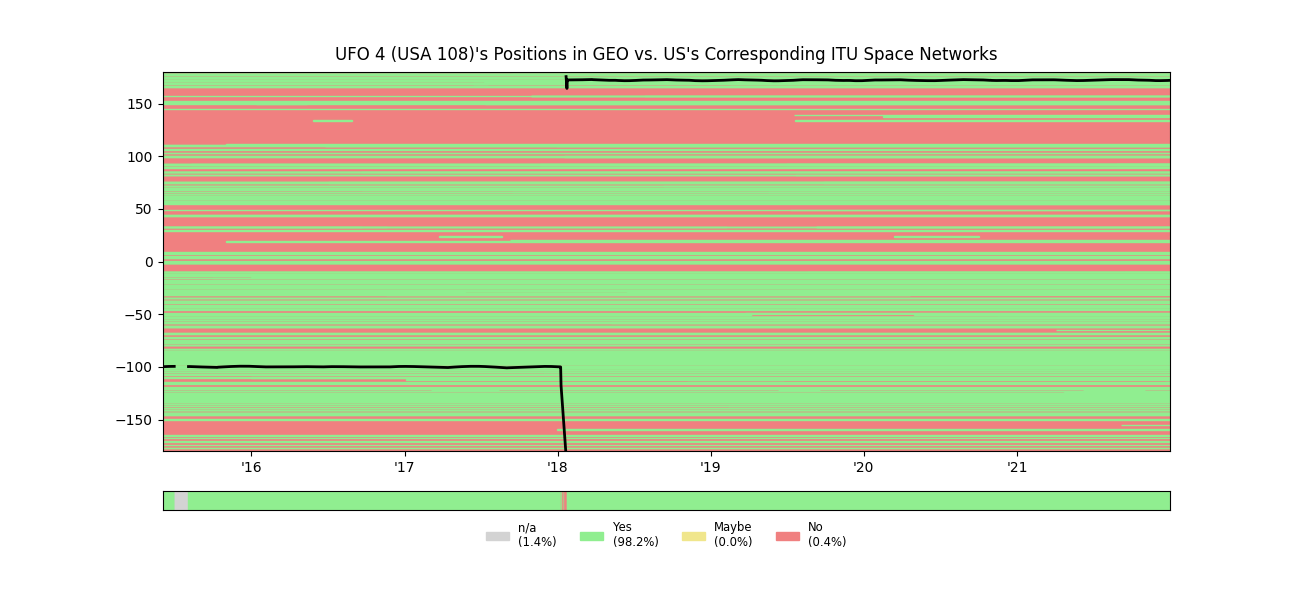 UFO 4 (USA 108)'s Positions in GEO vs. US's Corresponding ITU Space Networks
150
100
50
0
−50
−100
−150
'16 '17 '18 '19 '20 '21
n/a Yes Maybe No
(1.4%) (98.2%) (0.0%) (0.4%)